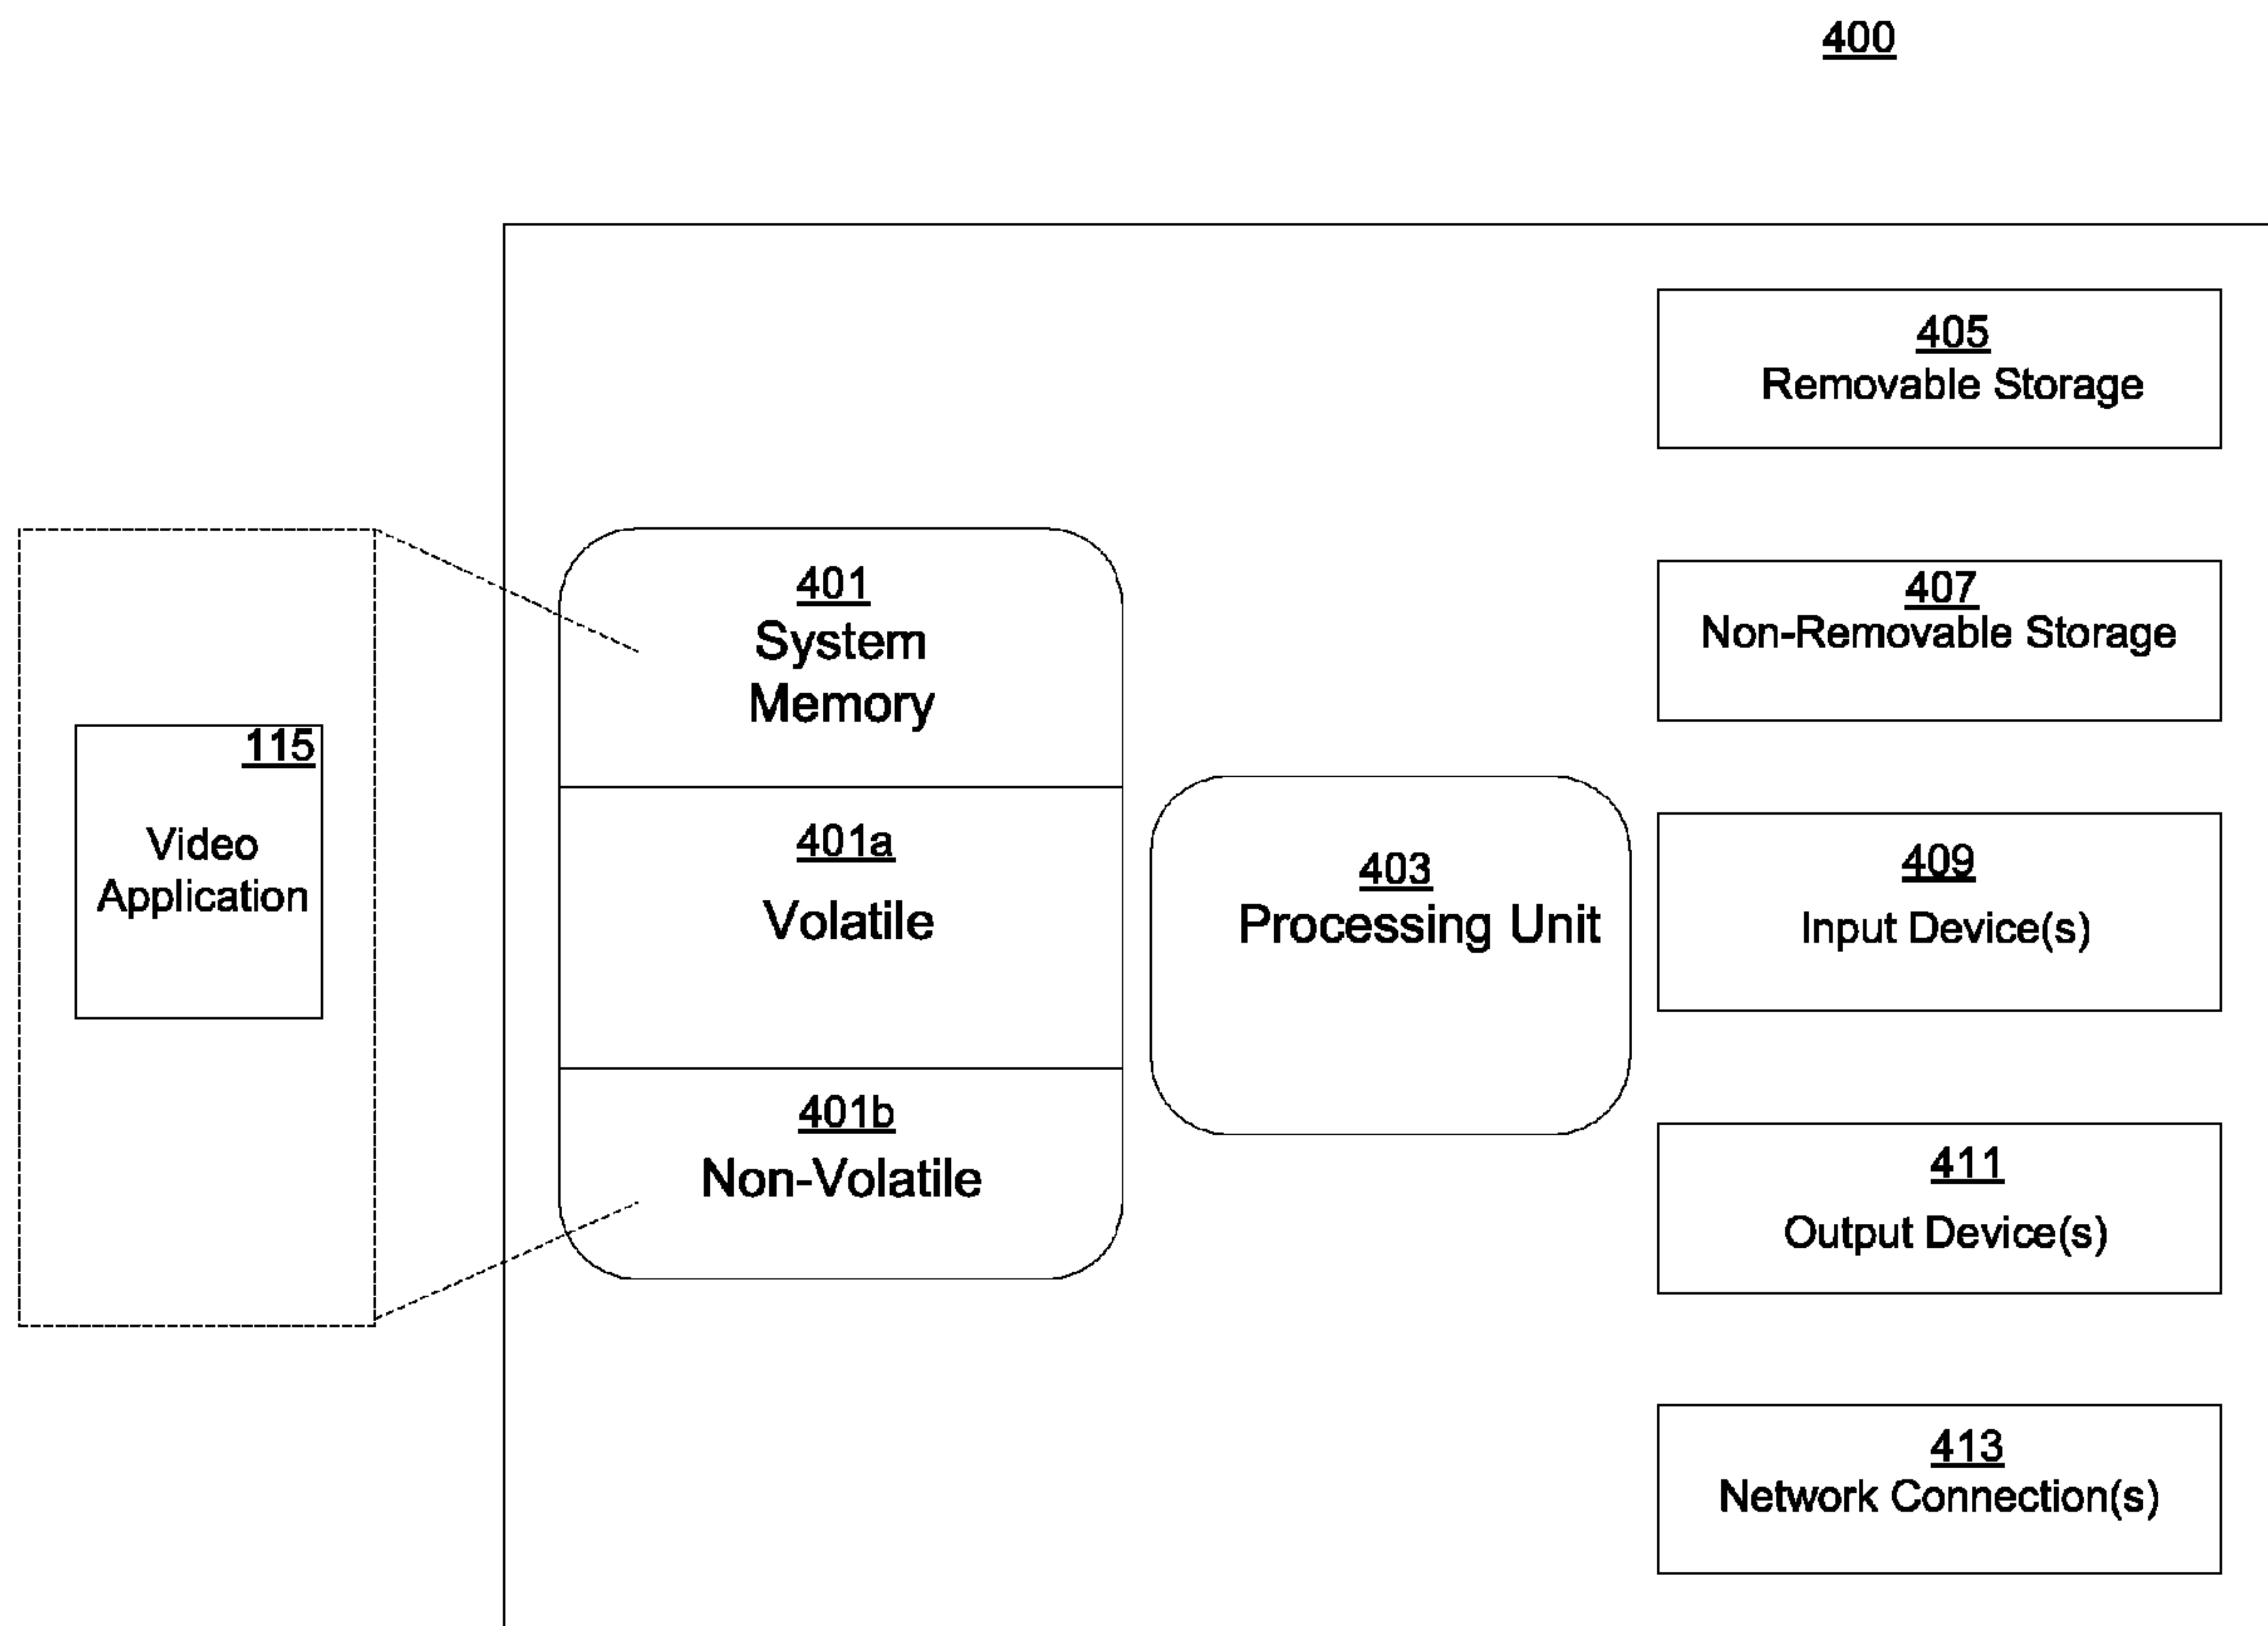 400
115
Video
Application
401
System
Memory
401a
Volatile
401b
Non-Volatile
403
Processing Unit
405
Removable Storage
407
Non-Removable Storage
409
Input Device(s)
411
Output Device(s)
413
Network Connection(s)